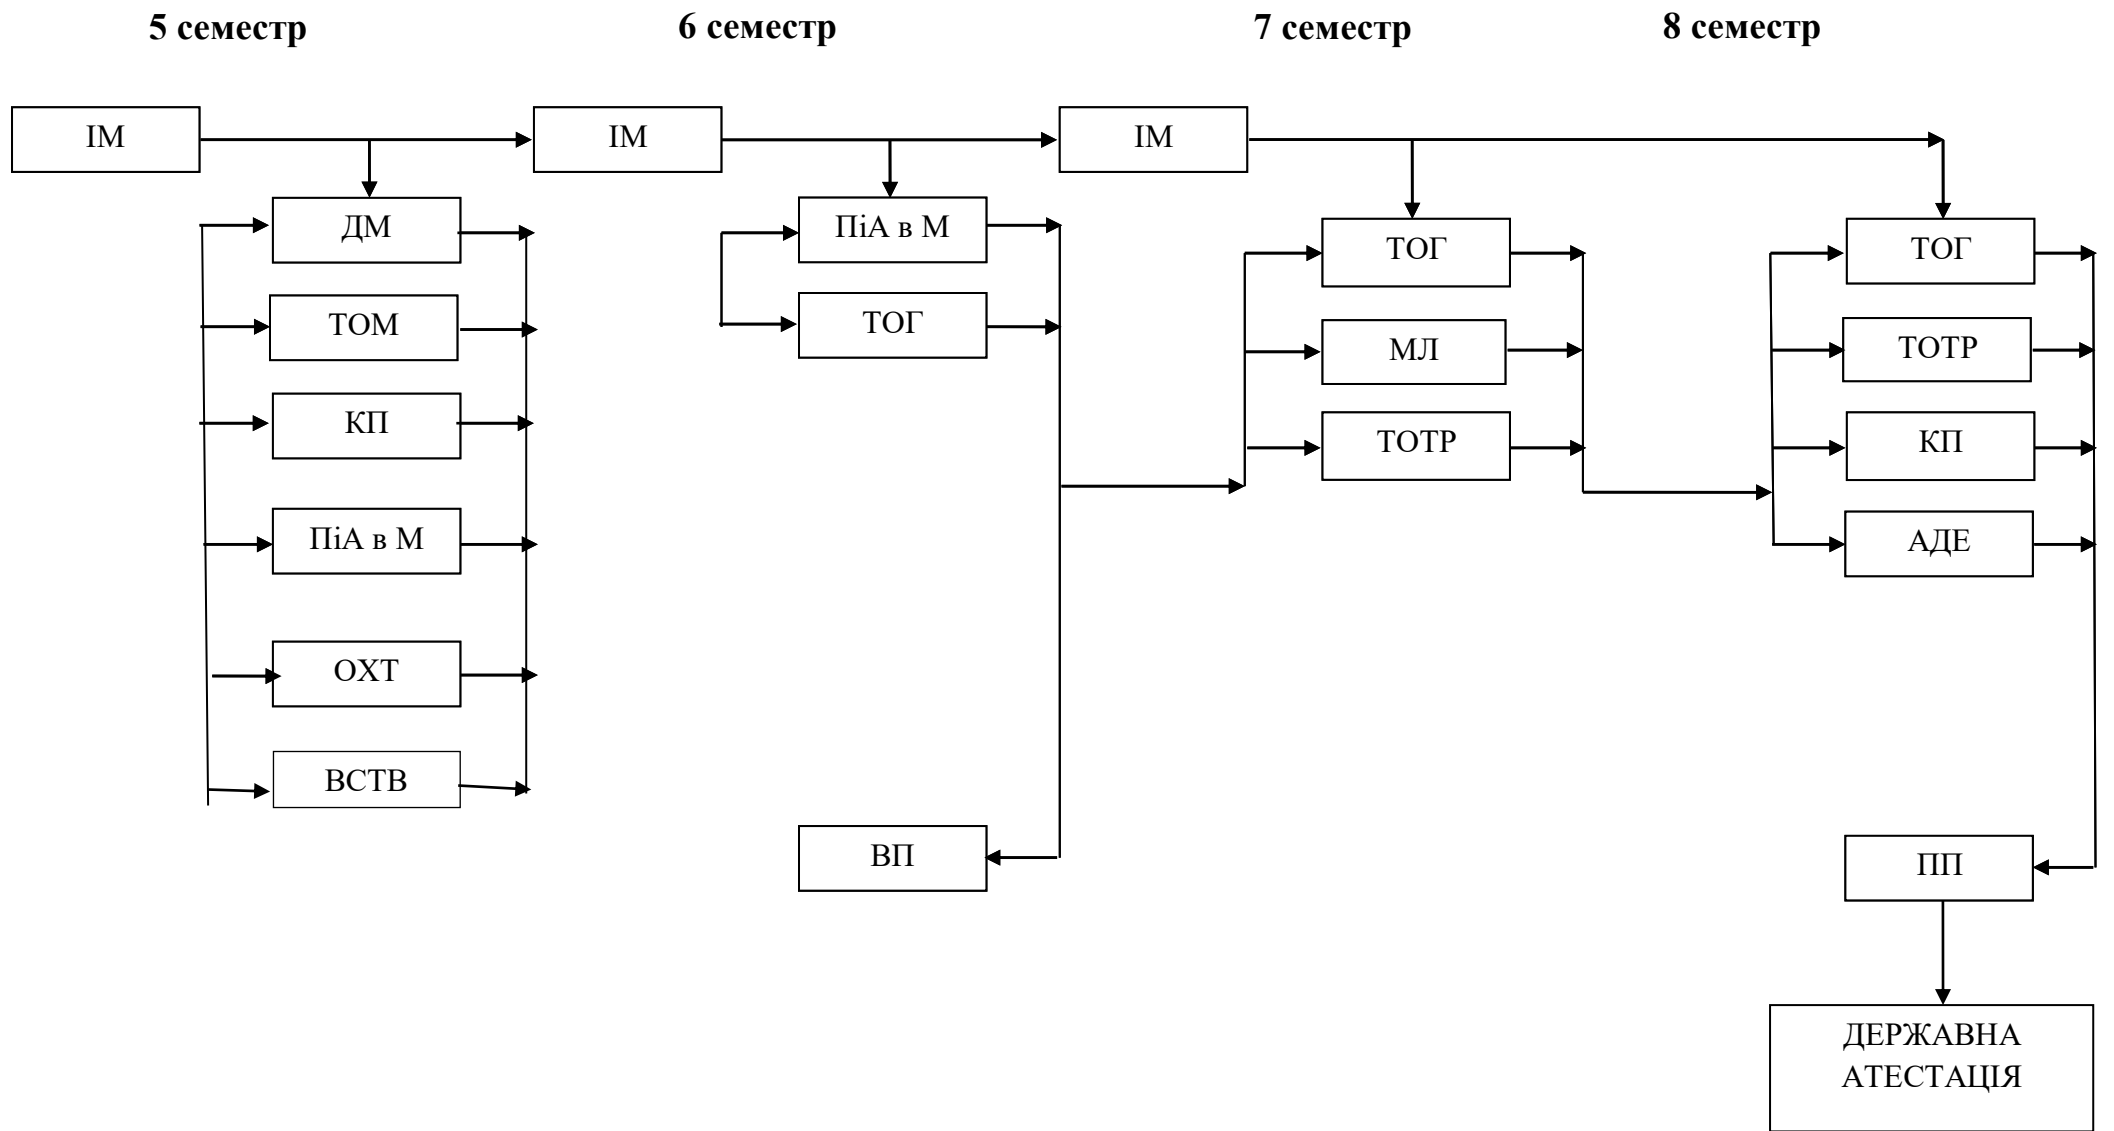 5 семестр
6 семестр
7 семестр
8 семестр
ІМ
ІМ
ІМ
ДМ
ТОМ
КП
ПіА в М
ОХТ
ВСТВ
ПіА в М
ТОГ
ВП
ТОГ
МЛ
ТОТР
ТОГ
ТОТР
КП
АДЕ
ПП
ДЕРЖАВНА
АТЕСТАЦІЯ